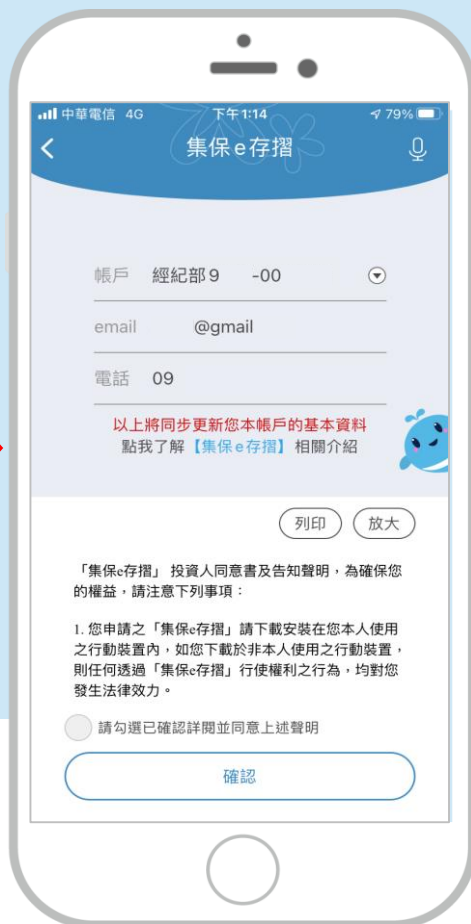 中華電信 4G 下午1:14 79%
集保e存摺
帳戶 經紀部9 -00
email @gmail
電話 09
以上將同步更新您本帳戶的基本資料
點我了解【集保e存摺】相關介紹
列印 放大
「集保e存摺」 投資人同意書及告知聲明,為確保您
的權益,請注意下列事項:
1. 您申請之「集保e存摺」請下載安裝在您本人使用
之行動裝置內,如您下載於非本人使用之行動裝置,
則任何透過「集保e存摺」行使權利之行為,均對您
發生法律效力。
請勾選已確認詳閱並同意上述聲明
確認